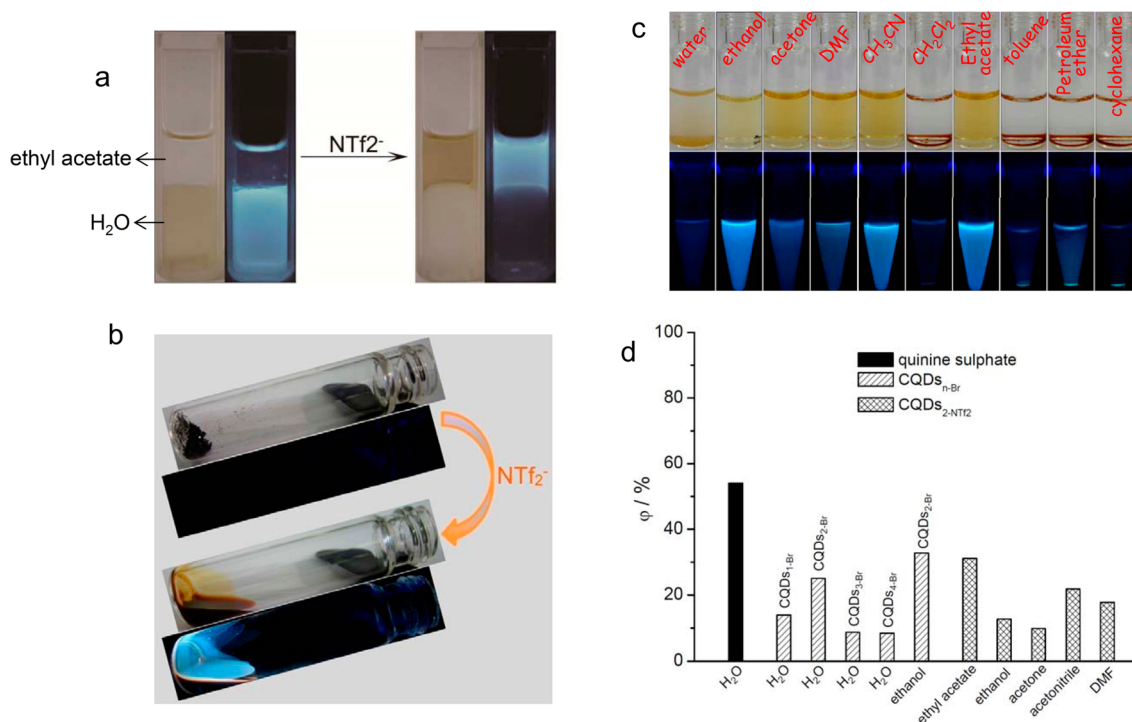 a
ethyl acetate
H₂O
NTf2⁻
b
NTf₂⁻
c
water
ethanol
acetone
DMF
CH₃CN
CH₂Cl₂
Ethyl
acetate
toluene
Petroleum
ether
cyclohexane
d
100
80
60
40
20
0
φ / %
quinine sulphate
CQDsₙ₋Br
CQDs₂₋NTf2
CQDs₁₋Br
CQDs₂₋Br
CQDs₃₋Br
CQDs₄₋Br
CQDs₂₋Br
H₂O
H₂O
H₂O
H₂O
H₂O
ethanol
ethyl acetate
ethanol
acetone
acetonitrile
DMF